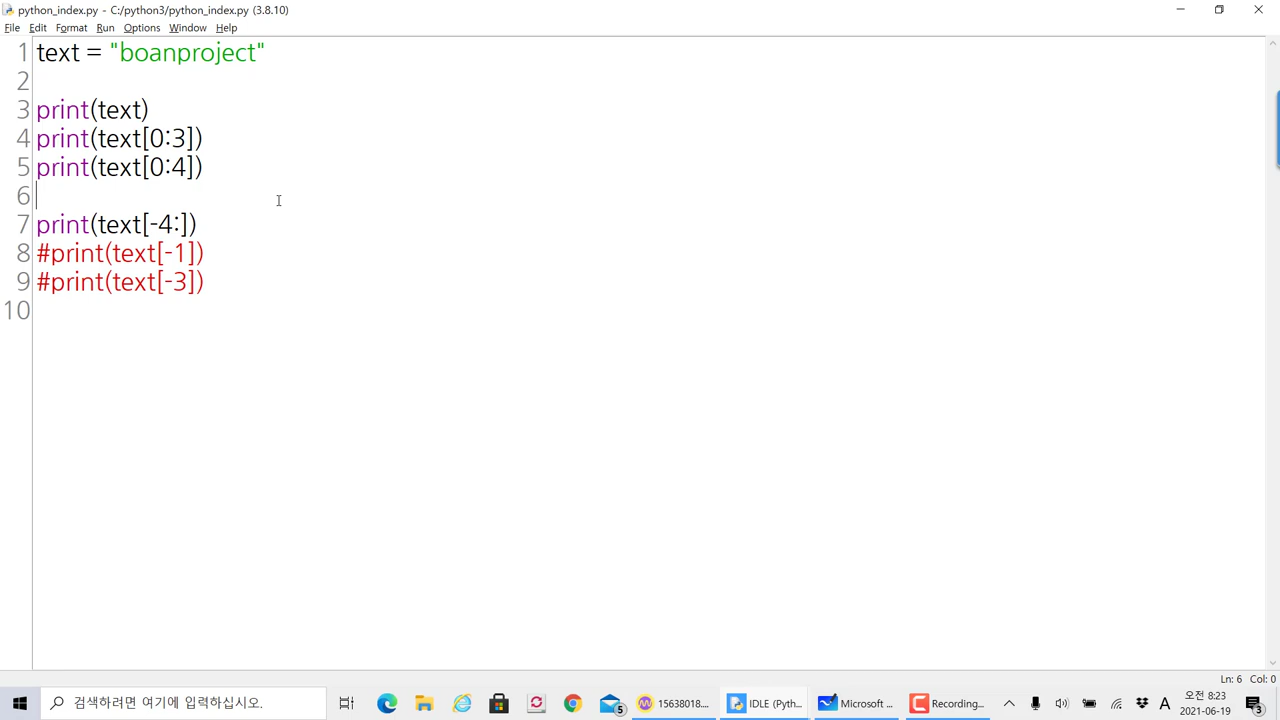 python_index.py - C:/python3/python_index.py (3.8.10)
File Edit Format Run Options Window Help
1 text = "boanproject"
2
3 print(text)
4 print(text[0:3])
5 print(text[0:4])
6
7 print(text[-4:])
8 #print(text[-1])
9 #print(text[-3])
10
Ln: 6 Col: 0
검색하려면 여기에 입력하십시오.
5
15638018....
IDLE (Pyth...
Microsoft ...
Recording...
A
오전 8:23
2021-06-19
3